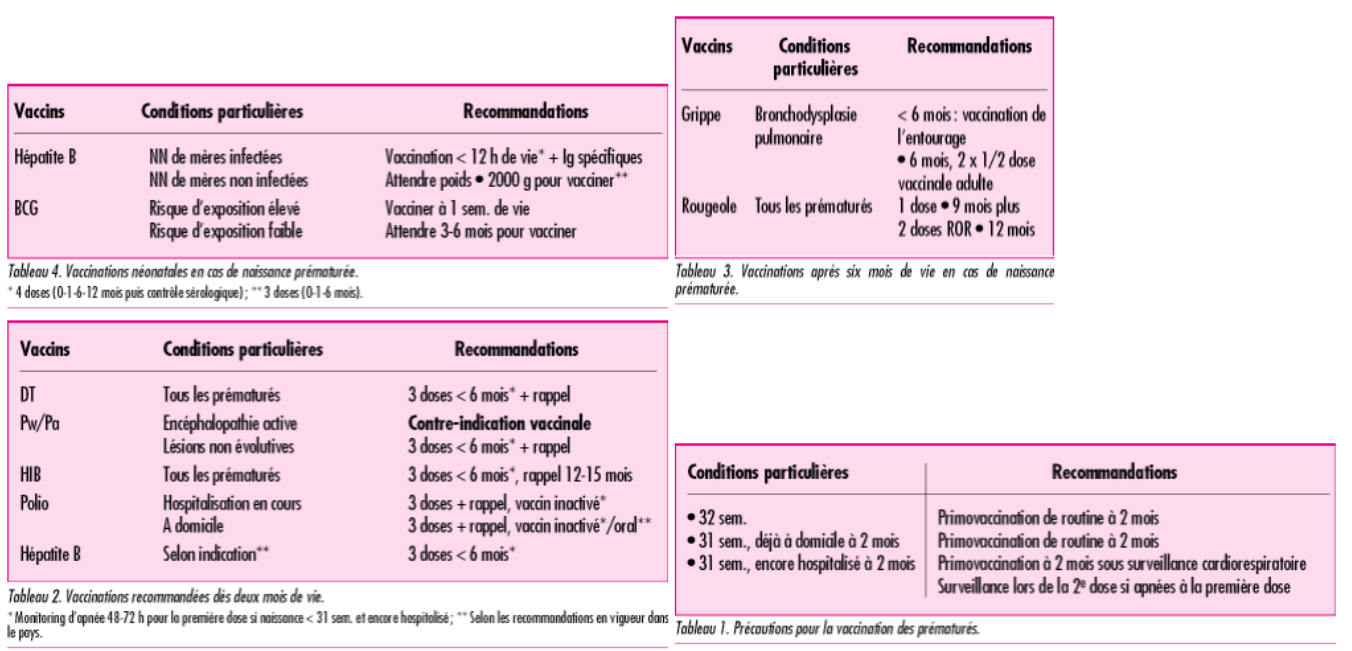 Vaccins Conditions particulières Recommandations
Hépatite B NN de mères infectées Vaccination < 12 h de vie* + Ig spécifiques
NN de mères non infectées Attendre poids • 2000 g pour vacciner**
BCG Risque d'exposition élevé Vacciner à 1 sem. de vie
Risque d'exposition faible Attendre 3-6 mois pour vacciner
Tableau 4. Vaccinations néonatales en cas de naissance prématurée.
* 4 doses (0-1-6-12 mois puis contrôle sérologique) ; ** 3 doses (0-1-6 mois).
Vaccins Conditions Recommandations
particulières
Grippe Bronchodysplasie < 6 mois : vaccination de
pulmonaire l'entourage
• 6 mois, 2 x 1/2 dose
vaccinale adulte
Rougeole Tous les prématurés 1 dose • 9 mois plus
2 doses ROR • 12 mois
Tableau 3. Vaccinations après six mois de vie en cas de naissance
prématurée.
Vaccins Conditions particulières Recommandations
DT Tous les prématurés 3 doses < 6 mois* + rappel
Pw/Pa Encéphalopathie active Contre-indication vaccinale
Lésions non évolutives 3 doses < 6 mois* + rappel
HIB Tous les prématurés 3 doses < 6 mois*, rappel 12-15 mois
Polio Hospitalisation en cours 3 doses + rappel, vaccin inactivé*
A domicile 3 doses + rappel, vaccin inactivé*/oral**
Hépatite B Selon indication** 3 doses < 6 mois*
Tableau 2. Vaccinations recommandées dès deux mois de vie.
* Monitoring d'apnée 48-72 h pour la première dose si naissance < 31 sem. et encore hospitalisé ; ** Selon les recommandations en vigueur dans
le pays.
Conditions particulières Recommandations
• 32 sem. Primovaccination de routine à 2 mois
• 31 sem., déjà à domicile à 2 mois Primovaccination de routine à 2 mois
• 31 sem., encore hospitalisé à 2 mois Primovaccination à 2 mois sous surveillance cardiorespiratoire
Surveillance lors de la 2e dose si apnées à la première dose
Tableau 1. Précautions pour la vaccination des prématurés.